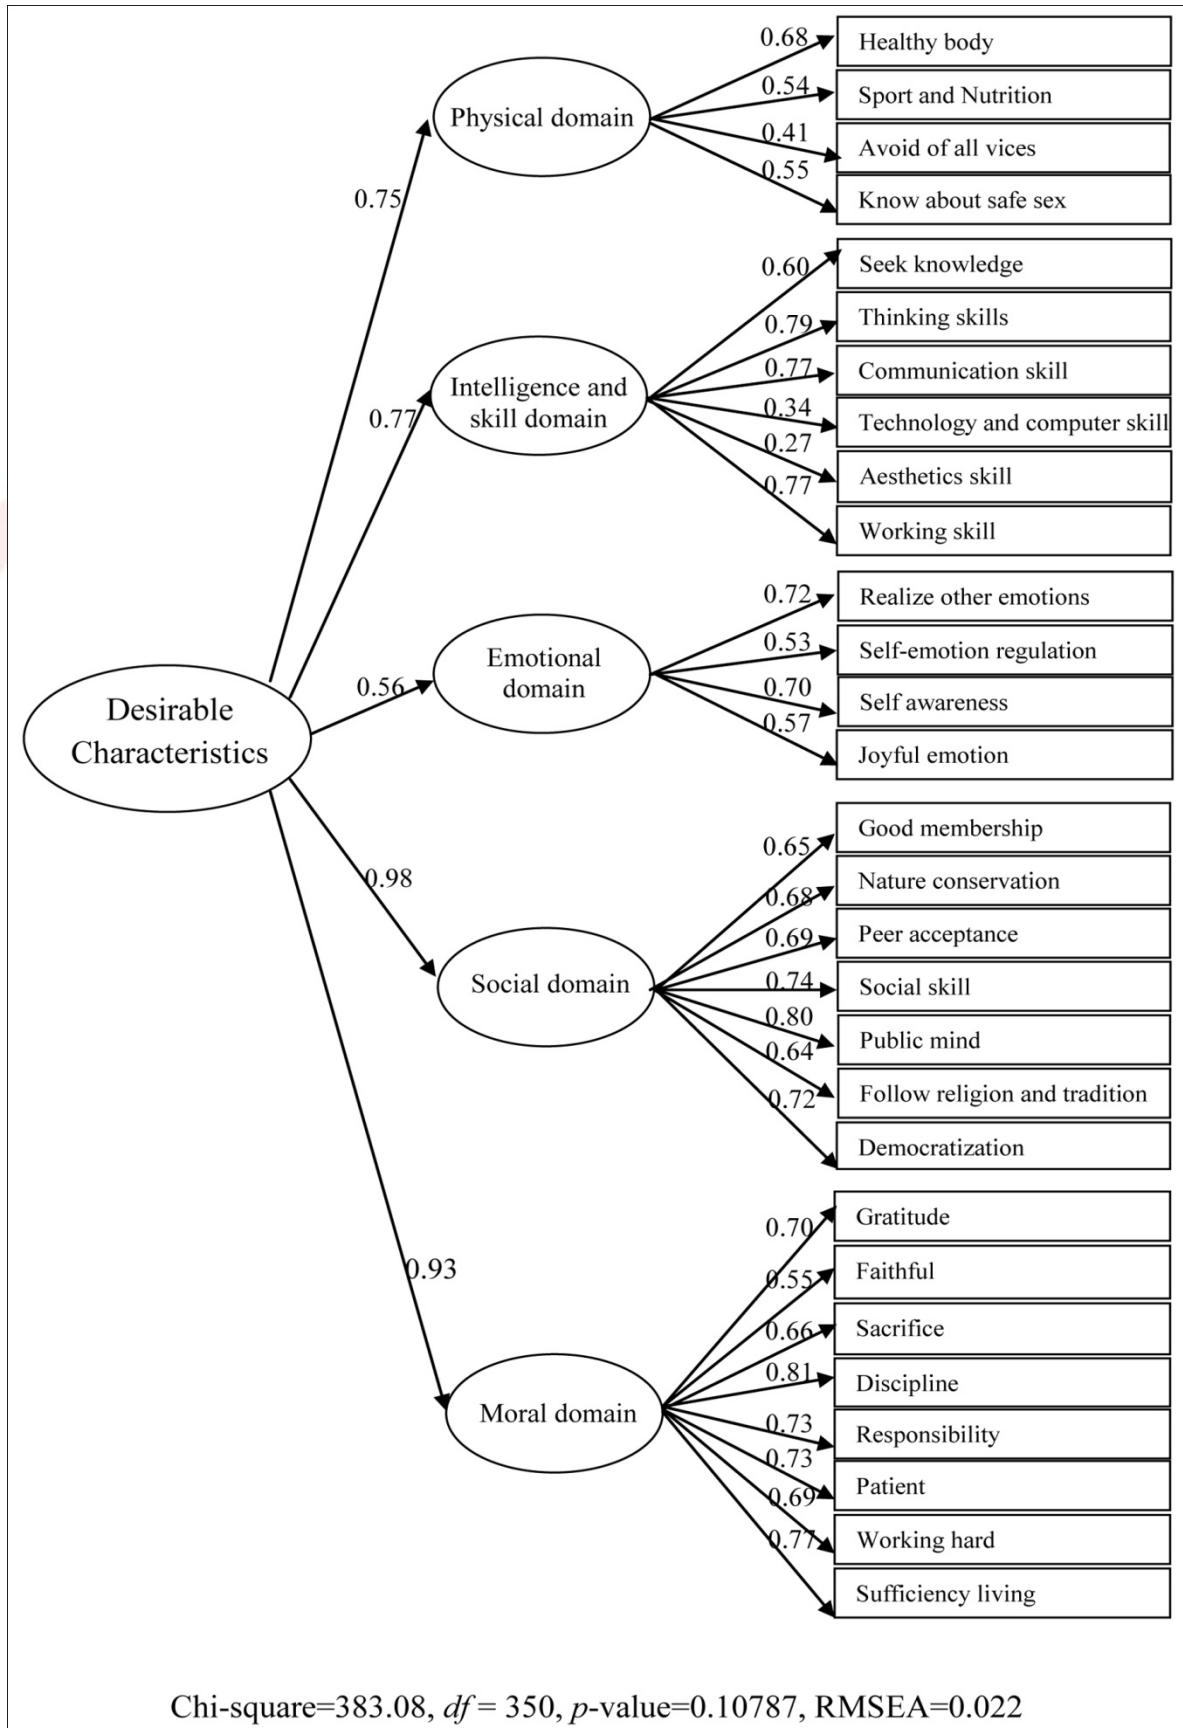 0.68
Healthy body
0.54
Sport and Nutrition
Physical domain
0.41
Avoid of all vices
0.55
Know about safe sex
0.75
0.60
Seek knowledge
0.79
Thinking skills
0.77
Communication skill
Intelligence and
skill domain
0.77
0.34
Technology and computer skill
0.27
Aesthetics skill
0.77
Working skill
0.72
Realize other emotions
0.53
Self-emotion regulation
Emotional
domain
0.56
0.70
Self awareness
0.57
Joyful emotion
Desirable
Characteristics
0.65
Good membership
0.98
0.68
Nature conservation
0.69
Peer acceptance
Social domain
0.74
Social skill
0.80
Public mind
0.64
Follow religion and tradition
0.72
Democratization
0.70
Gratitude
0.93
0.55
Faithful
0.66
Sacrifice
0.81
Discipline
Moral domain
0.73
Responsibility
0.73
Patient
0.69
Working hard
0.77
Sufficiency living
Chi-square=383.08, df = 350, p-value=0.10787, RMSEA=0.022